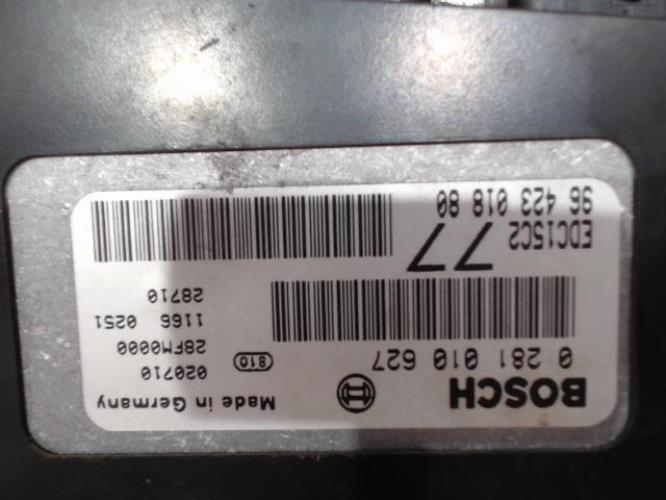 BOSCH Made in Germany
0 281 010 627 810 020710
28FM0000
1166 0251
28710
77
EDC15C2
96 423 018 80